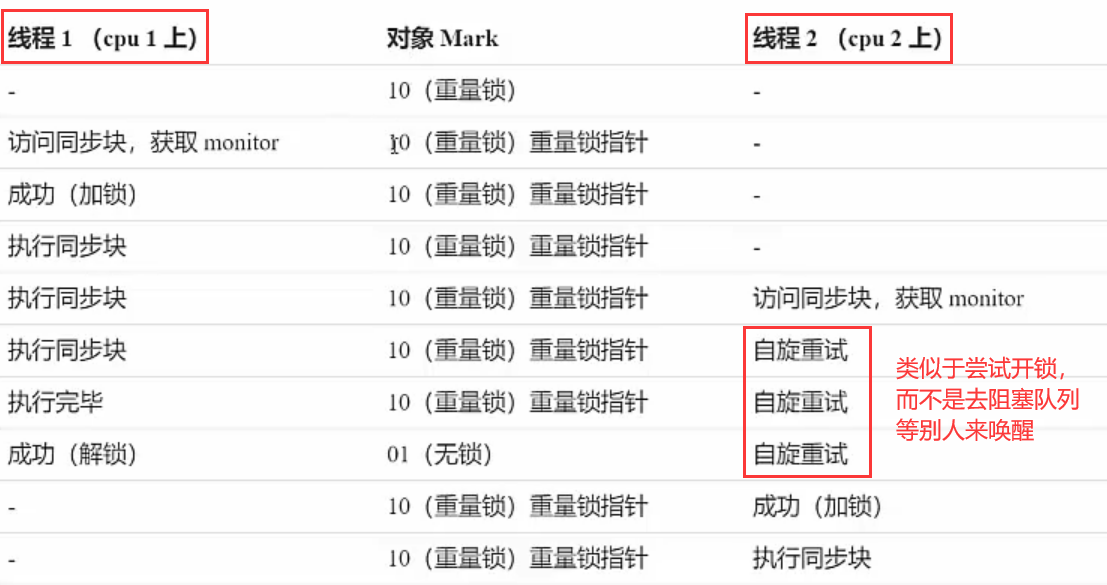 线程 1 （cpu 1 上） 对象 Mark 线程 2 （cpu 2 上）
- 10（重量锁） -
访问同步块，获取 monitor 10（重量锁）重量锁指针 -
成功（加锁） 10（重量锁）重量锁指针 -
执行同步块 10（重量锁）重量锁指针 -
执行同步块 10（重量锁）重量锁指针 访问同步块，获取 monitor
执行同步块 10（重量锁）重量锁指针 自旋重试
执行完毕 10（重量锁）重量锁指针 自旋重试
成功（解锁） 01（无锁） 自旋重试
- 10（重量锁）重量锁指针 成功（加锁）
- 10（重量锁）重量锁指针 执行同步块
类似于尝试开锁，
而不是去阻塞队列
等别人来唤醒